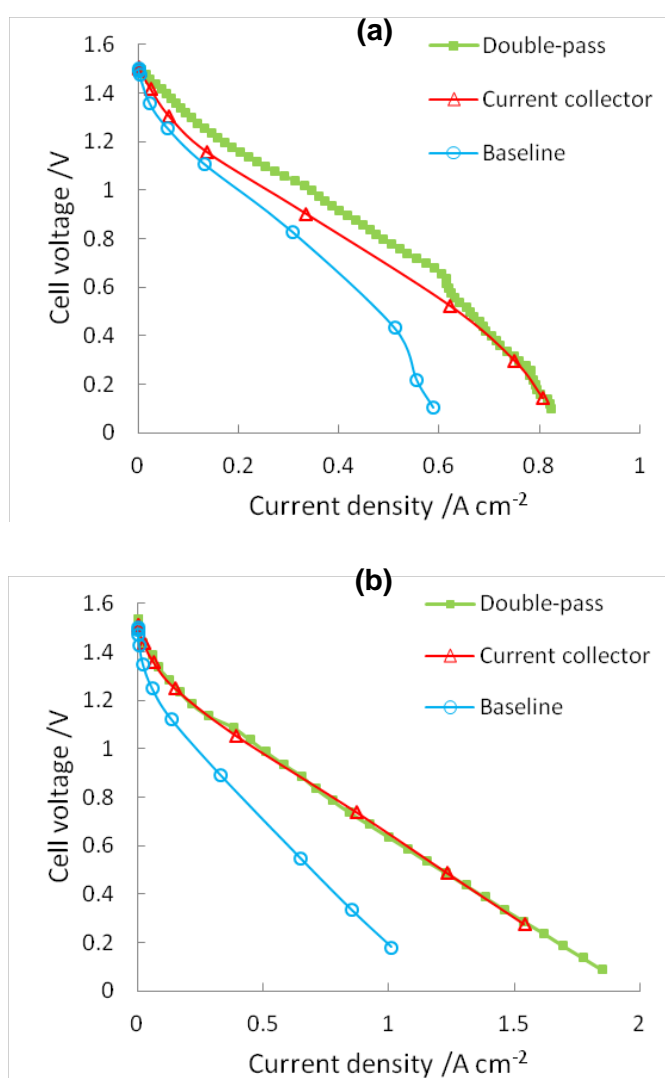 (a)
Double-pass
Current collector
Baseline
1.6
1.4
1.2
1
0.8
0.6
0.4
0.2
0
Cell voltage /V
0
0.2
0.4
0.6
0.8
1
Current density /A cm-2
(b)
Double-pass
Current collector
Baseline
1.6
1.4
1.2
1
0.8
0.6
0.4
0.2
0
Cell voltage /V
0
0.5
1
1.5
2
Current density /A cm-2